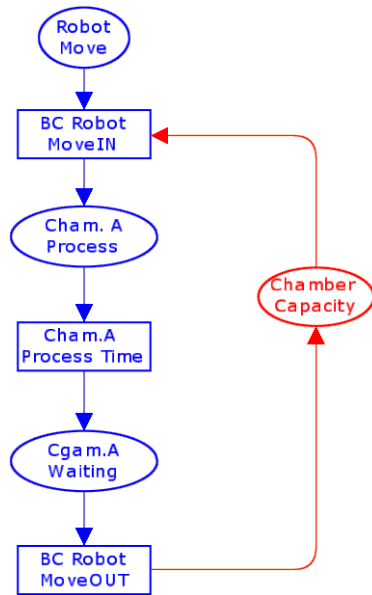 Robot
Move
BC Robot
MoveIN
Cham. A
Process
Chamber
Capacity
Cham.A
Process Time
Cgam.A
Waiting
BC Robot
MoveOUT